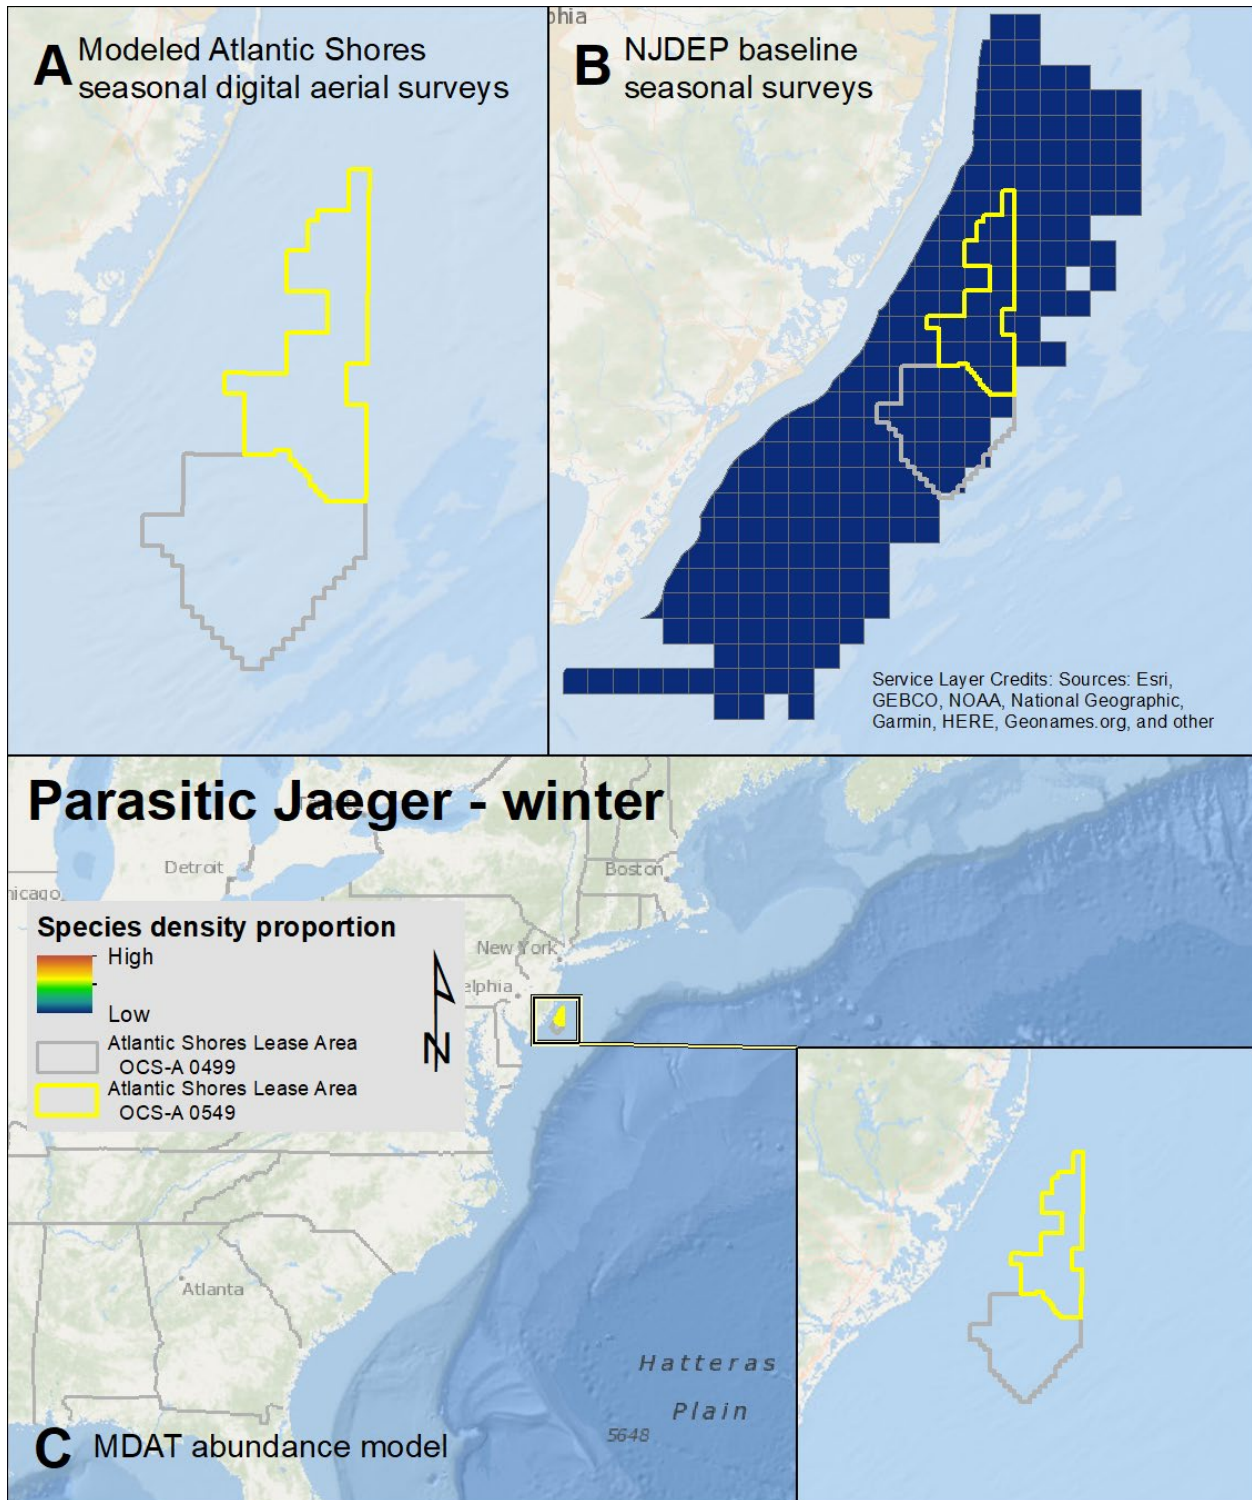 A Modeled Atlantic Shores
seasonal digital aerial surveys
phia
B NJDEP baseline
seasonal surveys
Service Layer Credits: Sources: Esri,
GEBCO, NOAA, National Geographic,
Garmin, HERE, Geonames.org, and other
Parasitic Jaeger - winter
Detroit
Boston
hicago
Species density proportion
High
Low
Atlantic Shores Lease Area
OCS-A 0499
Atlantic Shores Lease Area
OCS-A 0549
N
New York
elphia
Atlanta
Hatteras
Plain
5648
C MDAT abundance model